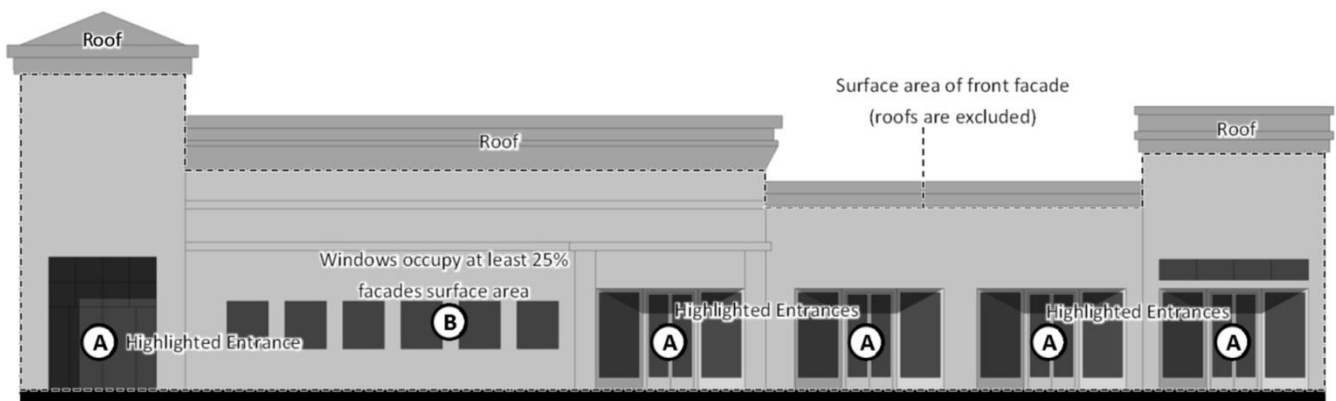 Roof
Surface area of front facade
(roofs are excluded)
Roof
Roof
Windows occupy at least 25%
facades surface area
B
A
Highlighted Entrance
A
Highlighted Entrances
A
A
Highlighted Entrances
A